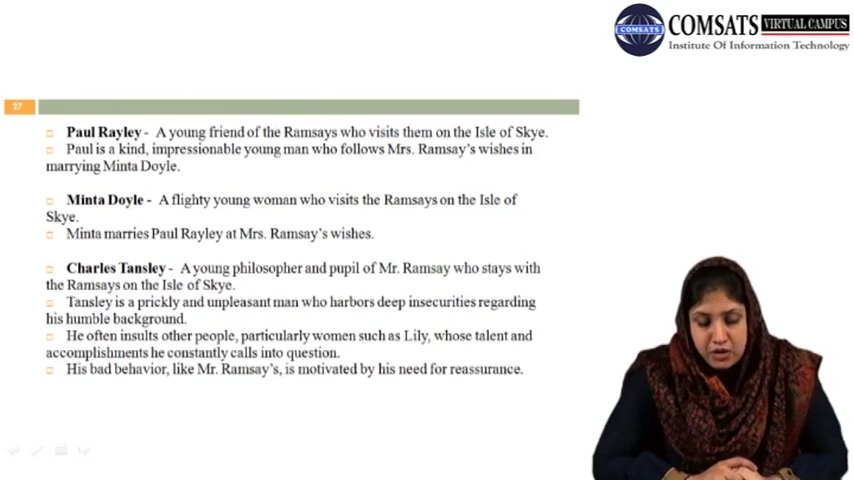 COMSATS
COMSATS VIRTUAL CAMPUS
Institute Of Information Technology
27
Paul Rayley - A young friend of the Ramsays who visits them on the Isle of Skye.
Paul is a kind, impressionable young man who follows Mrs. Ramsay's wishes in
marrying Minta Doyle.
Minta Doyle - A flighty young woman who visits the Ramsays on the Isle of
Skye.
Minta marries Paul Rayley at Mrs. Ramsay's wishes.
Charles Tansley - A young philosopher and pupil of Mr. Ramsay who stays with
the Ramsays on the Isle of Skye.
Tansley is a prickly and unpleasant man who harbors deep insecurities regarding
his humble background.
He often insults other people, particularly women such as Lily, whose talent and
accomplishments he constantly calls into question.
His bad behavior, like Mr. Ramsay's, is motivated by his need for reassurance.